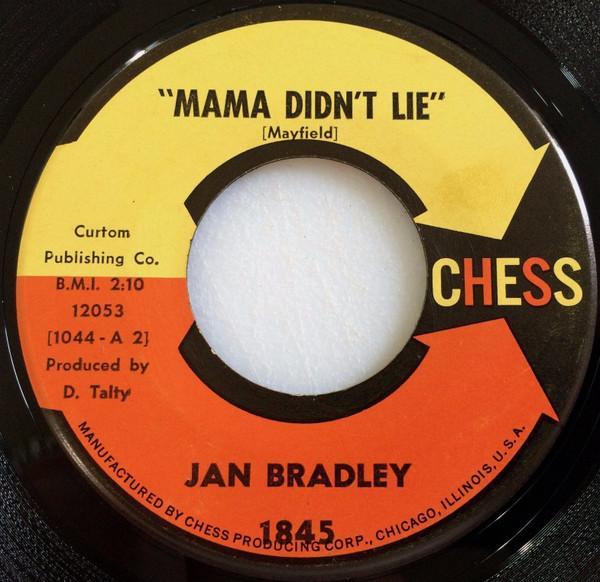 "MAMA DIDN'T LIE"
[Mayfield]
Curtom
Publishing Co.
B.M.I. 2:10
12053
[1044 - A 2]
Produced by
D. Talty
CHESS
JAN BRADLEY
1845
MANUFACTURED BY CHESS PRODUCING CORP., CHICAGO, ILLINOIS, U.S.A.